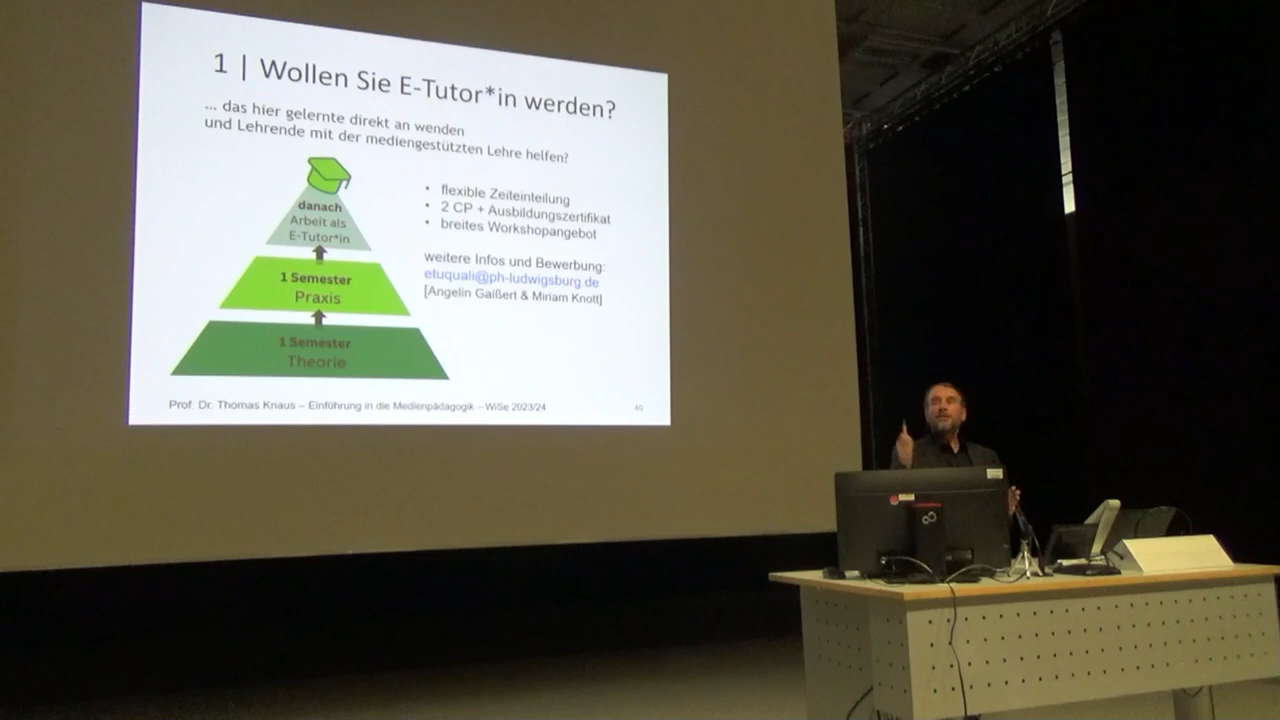 1 | Wollen Sie E-Tutor*in werden?
... das hier gelernte direkt an wenden
und Lehrende mit der mediengestützten Lehre helfen?
danach
Arbeit als
E-Tutor*in
1 Semester
Praxis
1 Semester
Theorie
• flexible Zeiteinteilung
• 2 CP + Ausbildungszertifikat
• breites Workshopangebot
weitere Infos und Bewerbung:
etuquali@ph-ludwigsburg.de
[Angelin Gaißert & Miriam Knott]
Prof. Dr. Thomas Knaus – Einführung in die Medienpädagogik – WiSe 2023/24
40